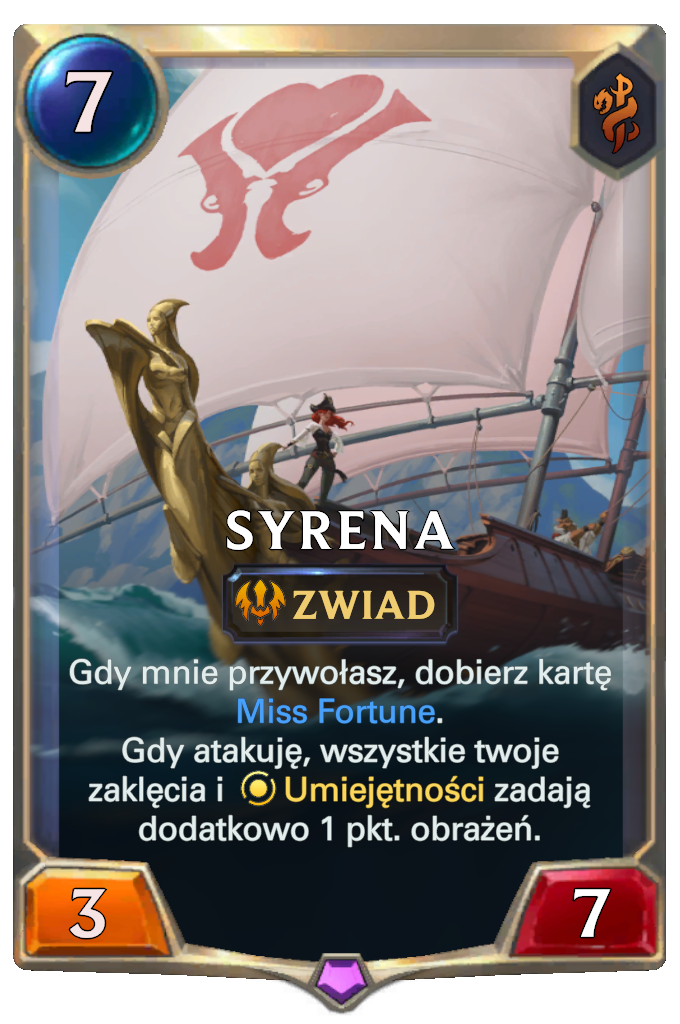 7
SYRENA
ZWIAD
Gdy mnie przywołasz, dobierz kartę
Miss Fortune.
Gdy atakuję, wszystkie twoje
zaklęcia i Umiejętności zadają
dodatkowo 1 pkt. obrażeń.
3
7